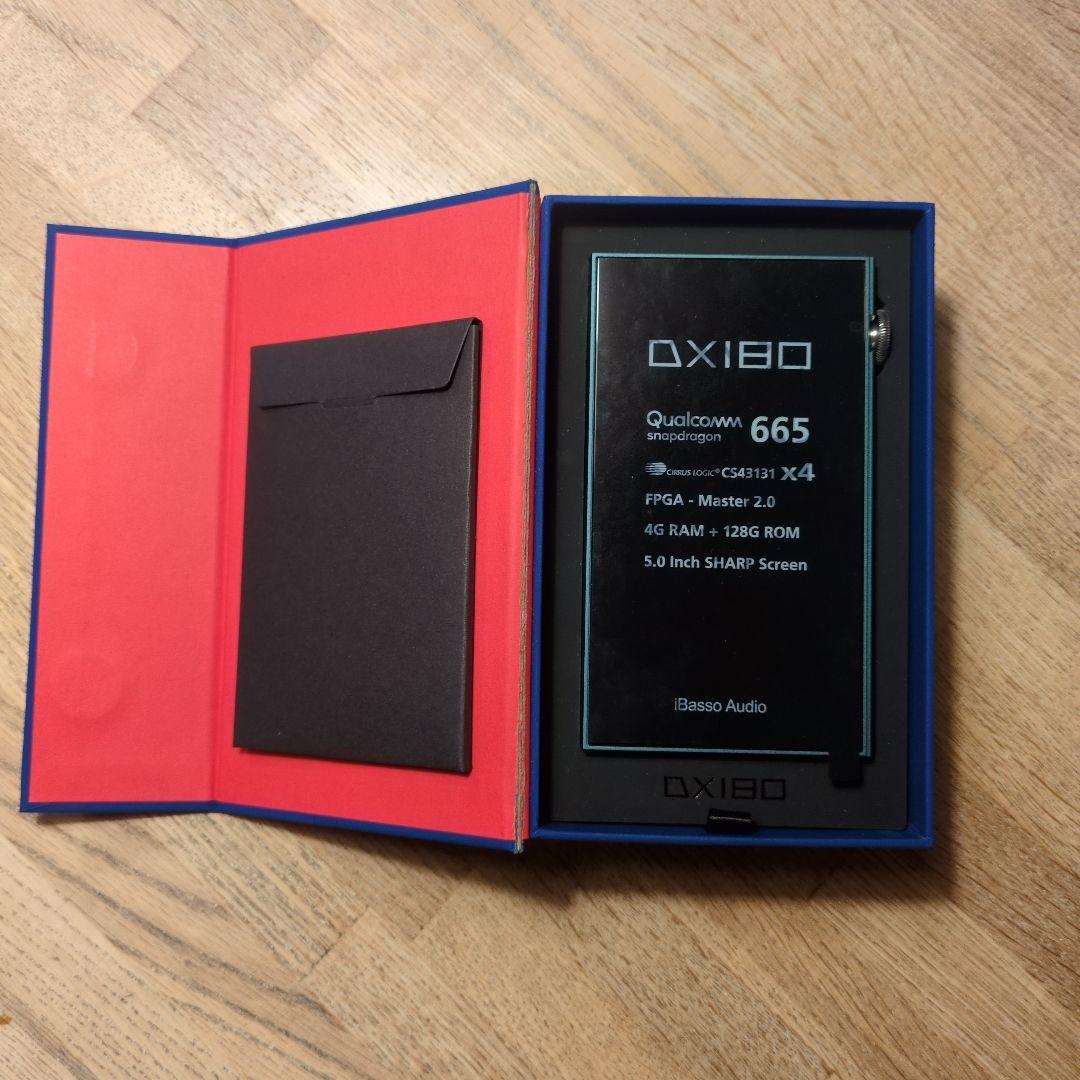 DX180
Qualcomm
snapdragon 665
CIRRUS LOGIC® CS43131 x4
FPGA - Master 2.0
4G RAM + 128G ROM
5.0 Inch SHARP Screen
iBasso Audio
DX180